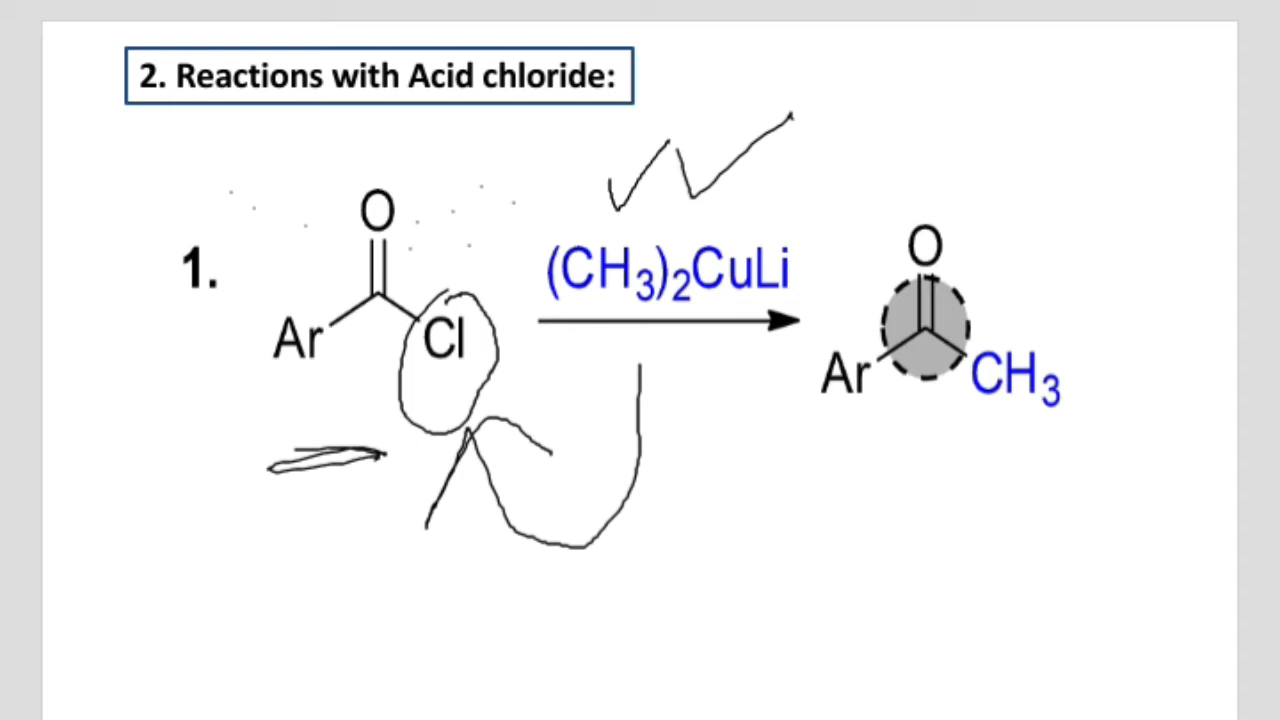 2. Reactions with Acid chloride:
1.
O
Ar
Cl
(CH₃)₂CuLi
O
Ar
CH₃